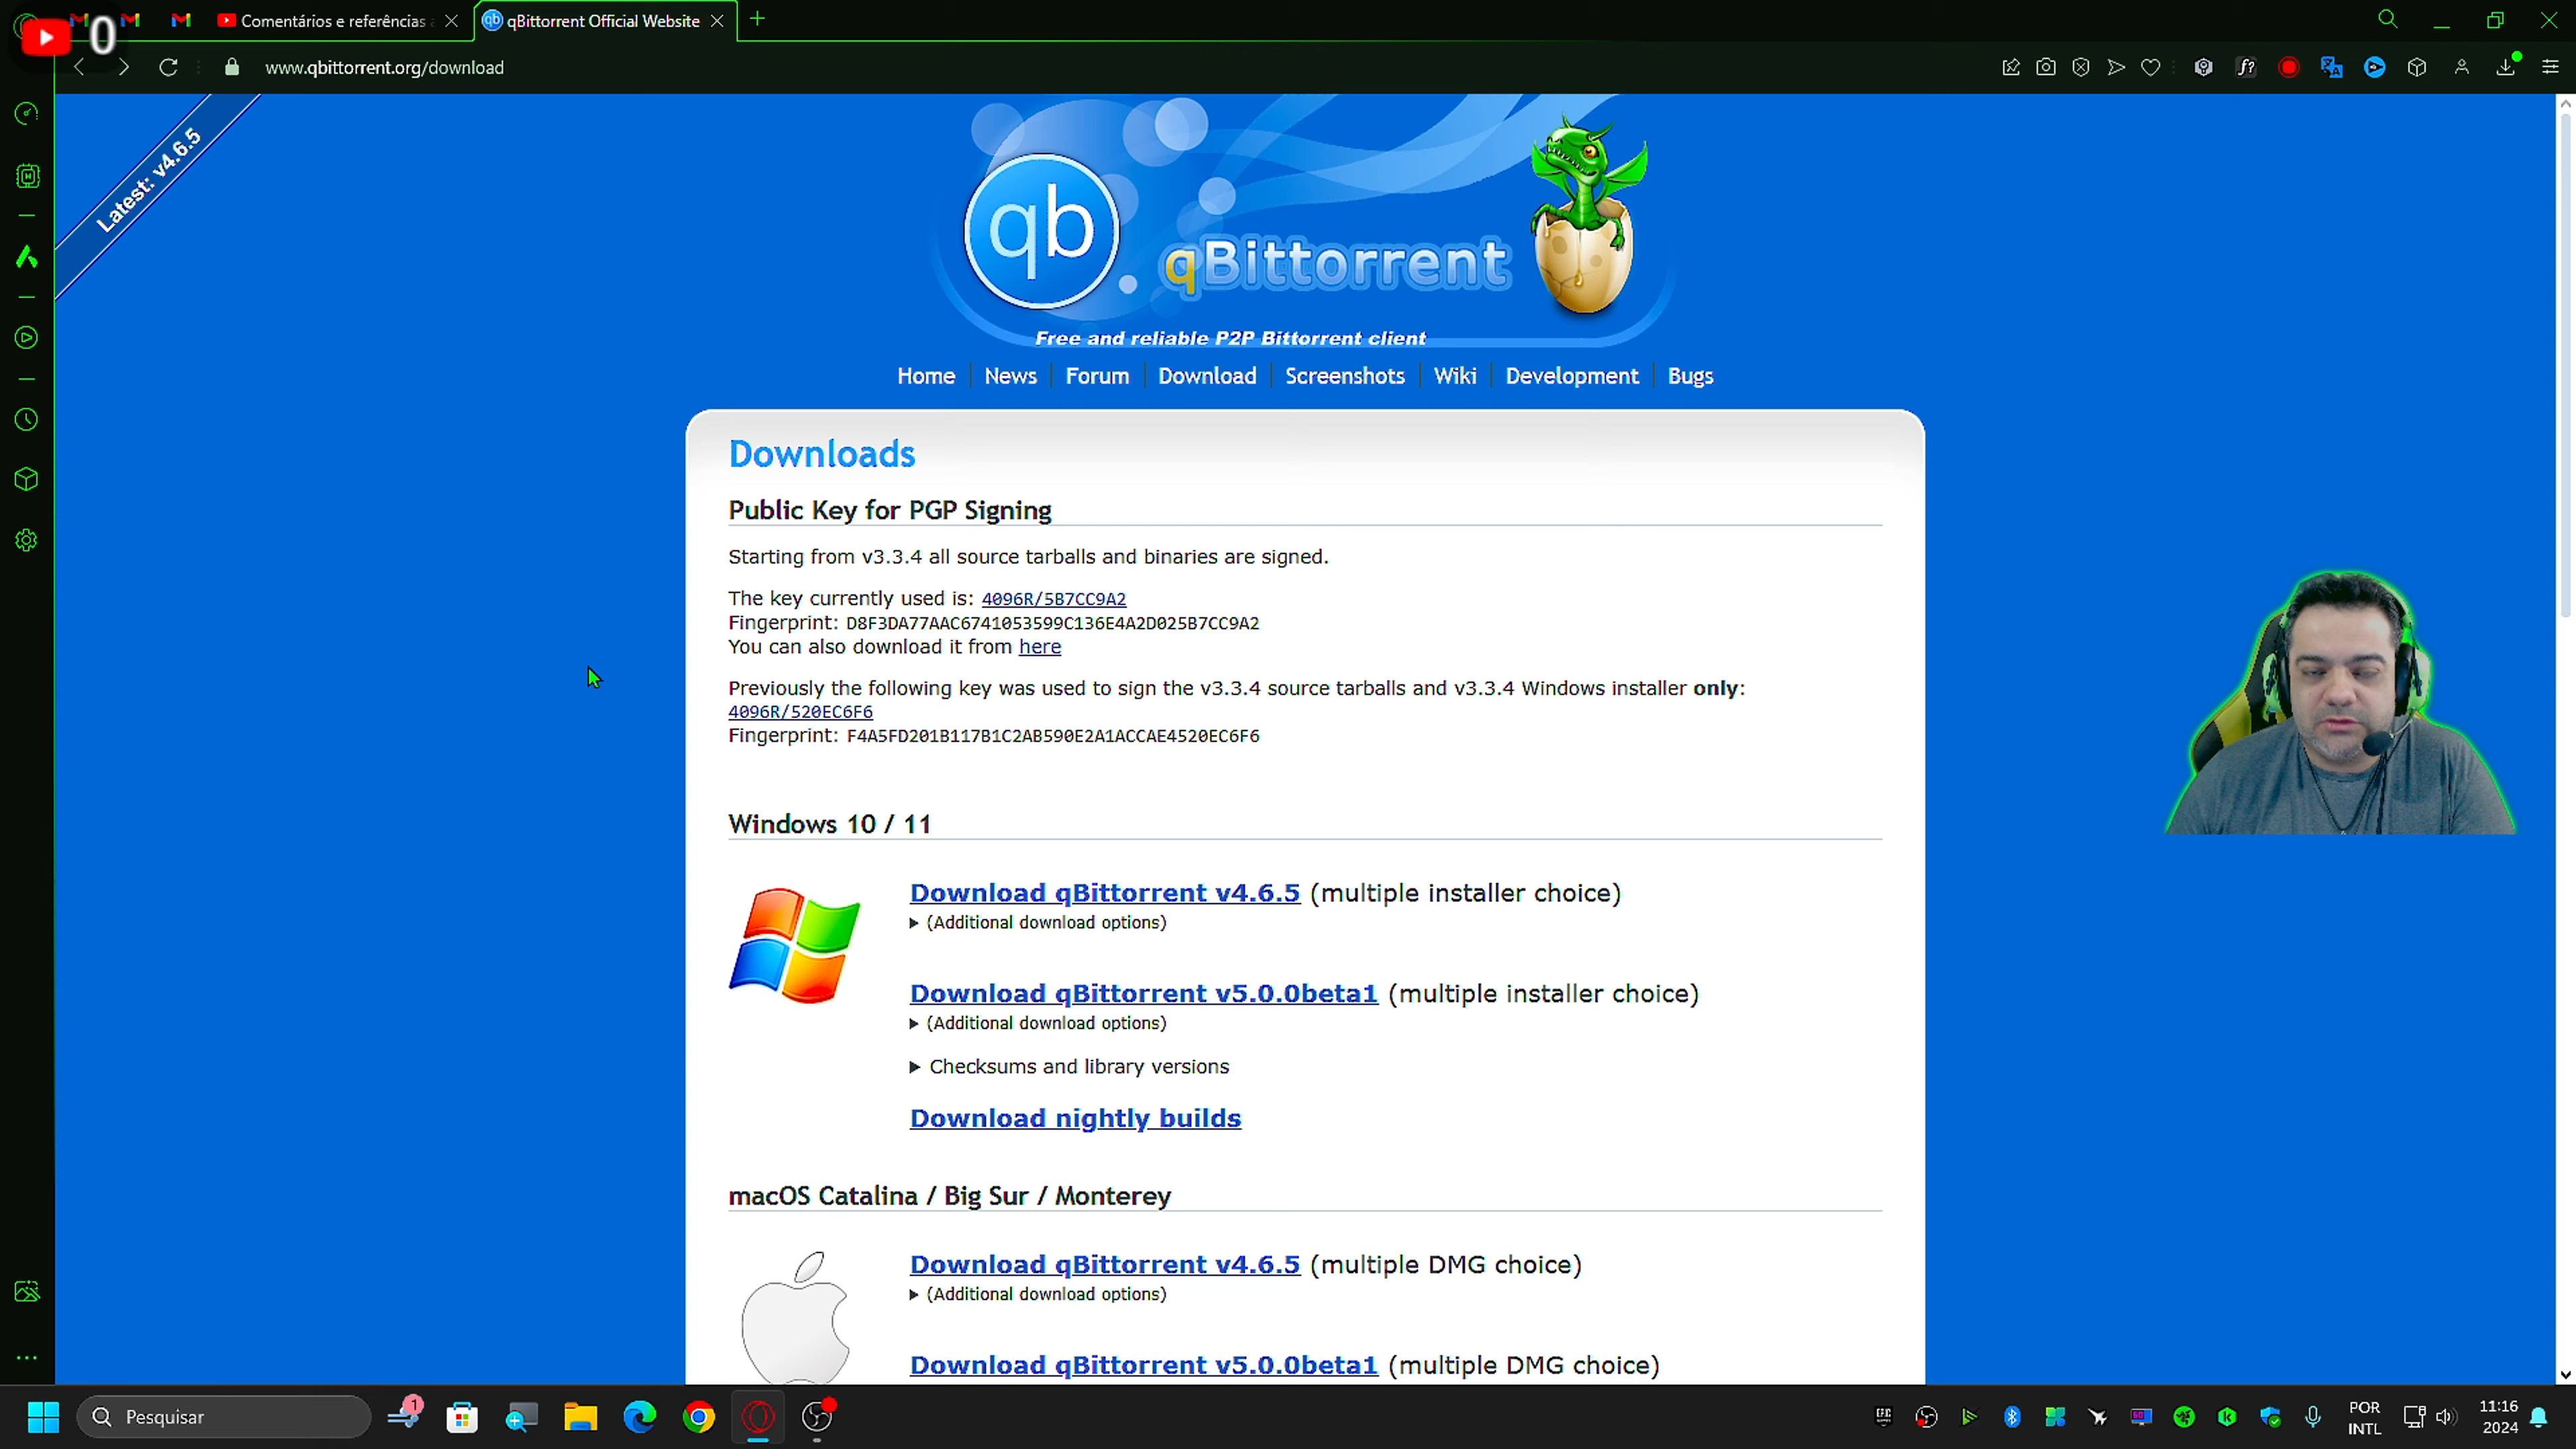 0
Comentários e referências a
qBittorrent Official Website
www.qbittorrent.org/download
Latest: v4.6.5
qb
qBittorrent
Free and reliable P2P Bittorrent client
Home News Forum Download Screenshots Wiki Development Bugs
Downloads
Public Key for PGP Signing
Starting from v3.3.4 all source tarballs and binaries are signed.
The key currently used is: 4096R/5B7CC9A2
Fingerprint: D8F3DA77AAC6741053599C136E4A2D025B7CC9A2
You can also download it from here
Previously the following key was used to sign the v3.3.4 source tarballs and v3.3.4 Windows installer only:
4096R/520EC6F6
Fingerprint: F4A5FD201B117B1C2AB590E2A1ACCAE4520EC6F6
Windows 10 / 11
Download qBittorrent v4.6.5 (multiple installer choice)
(Additional download options)
Download qBittorrent v5.0.0beta1 (multiple installer choice)
(Additional download options)
Checksums and library versions
Download nightly builds
macOS Catalina / Big Sur / Monterey
Download qBittorrent v4.6.5 (multiple DMG choice)
(Additional download options)
Download qBittorrent v5.0.0beta1 (multiple DMG choice)
Pesquisar
1
EPIC
POR
INTL
11:16
2024